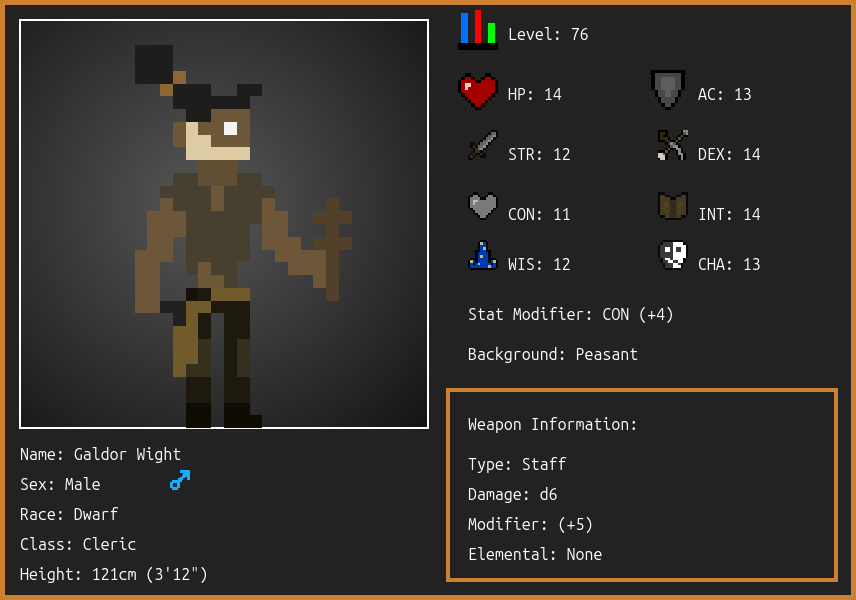 Level: 76
HP: 14
AC: 13
STR: 12
DEX: 14
CON: 11
INT: 14
WIS: 12
CHA: 13
Stat Modifier: CON (+4)
Background: Peasant
Weapon Information:
Type: Staff
Damage: d6
Modifier: (+5)
Elemental: None
Name: Galdor Wight
Sex: Male
Race: Dwarf
Class: Cleric
Height: 121cm (3'12")